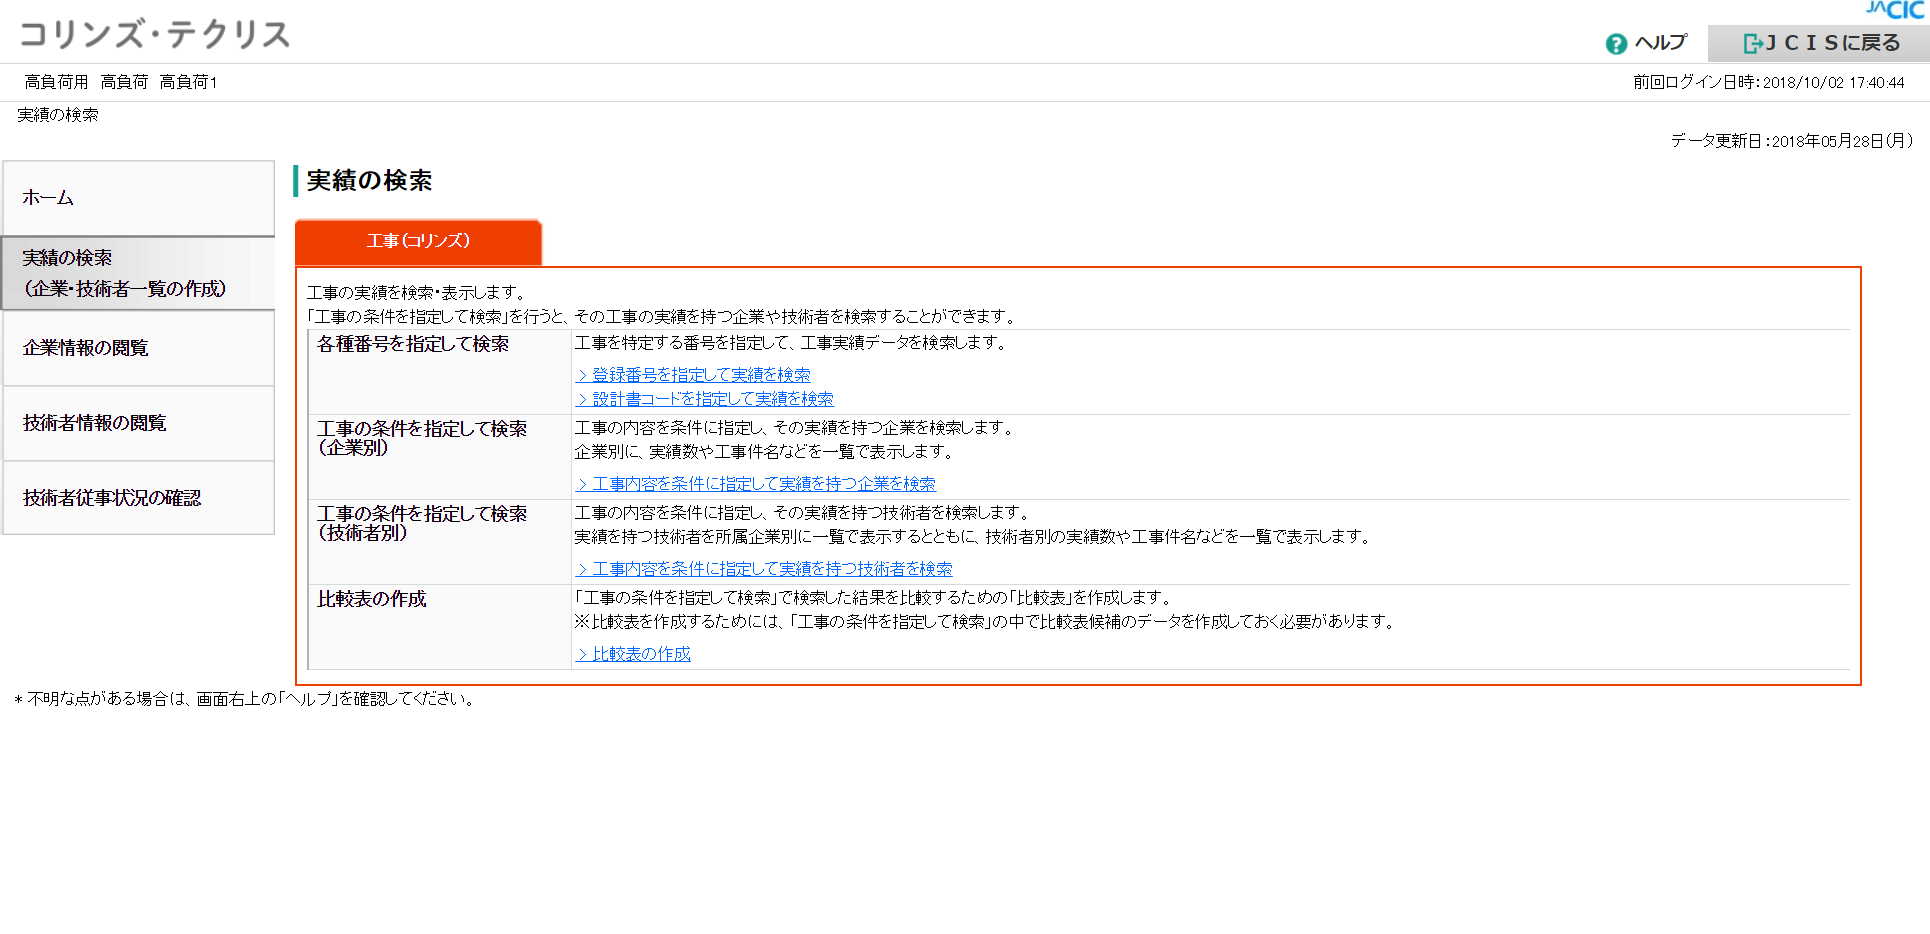 JACIC
コリンズ・テクリス
ヘルプ
ＪＣＩＳに戻る
高負荷用 高負荷 高負荷1
前回ログイン日時：2018/10/02 17:40:44
実績の検索
データ更新日：2018年05月28日(月)
ホーム
実績の検索
（企業・技術者一覧の作成）
企業情報の閲覧
技術者情報の閲覧
技術者従事状況の確認
実績の検索
工事（コリンズ）
工事の実績を検索・表示します。
「工事の条件を指定して検索」を行うと、その工事の実績を持つ企業や技術者を検索することができます。
各種番号を指定して検索
工事を特定する番号を指定して、工事実績データを検索します。
＞登録番号を指定して実績を検索
＞設計書コードを指定して実績を検索
工事の条件を指定して検索
（企業別）
工事の内容を条件に指定し、その実績を持つ企業を検索します。
企業別に、実績数や工事件名などを一覧で表示します。
＞工事内容を条件に指定して実績を持つ企業を検索
工事の条件を指定して検索
（技術者別）
工事の内容を条件に指定し、その実績を持つ技術者を検索します。
実績を持つ技術者を所属企業別に一覧で表示するとともに、技術者別の実績数や工事件名などを一覧で表示します。
＞工事内容を条件に指定して実績を持つ技術者を検索
比較表の作成
「工事の条件を指定して検索」で検索した結果を比較するための「比較表」を作成します。
※比較表を作成するためには、「工事の条件を指定して検索」の中で比較表候補のデータを作成しておく必要があります。
＞比較表の作成
＊不明な点がある場合は、画面右上の「ヘルプ」を確認してください。